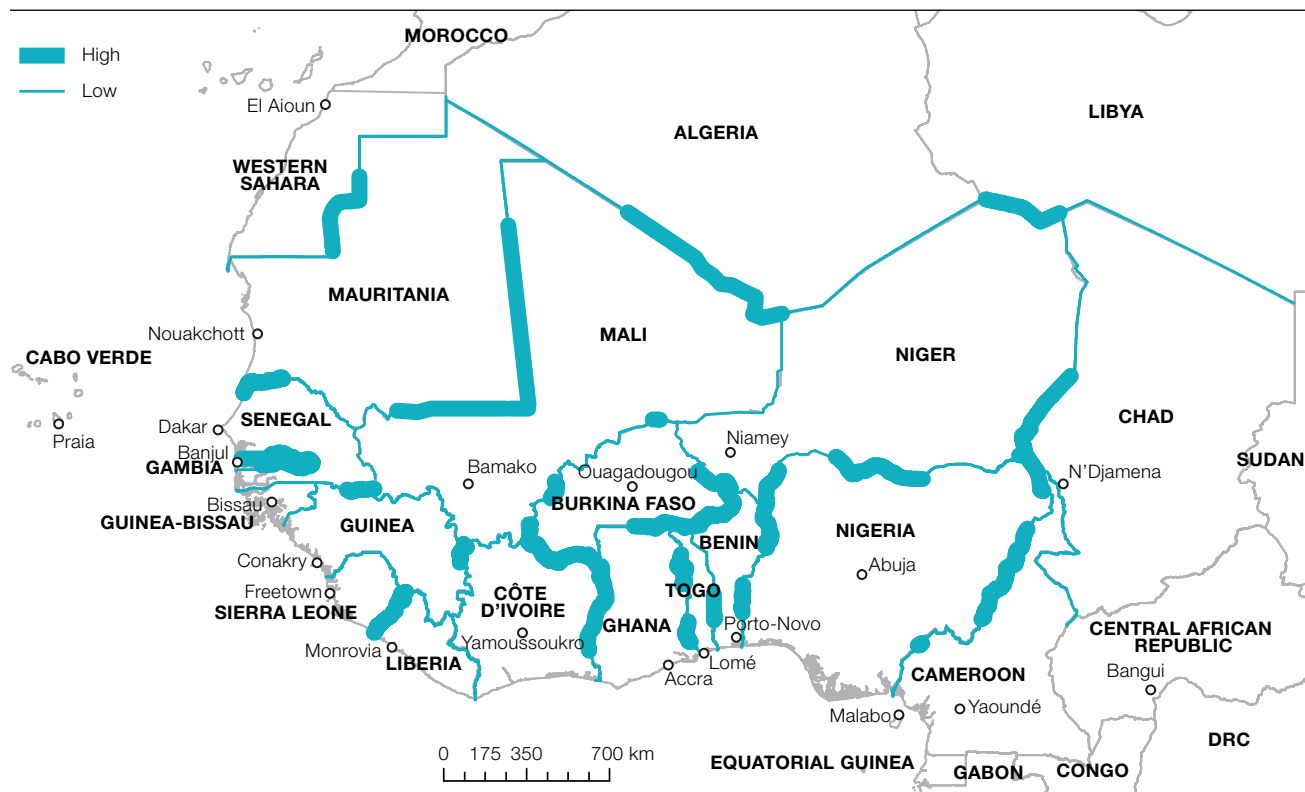 High
Low
MOROCCO
El Aioun
ALGERIA
LIBYA
WESTERN
SAHARA
MAURITANIA
Nouakchott
MALI
NIGER
CABO VERDE
Praia
SENEGAL
Dakar
Banjul
GAMBIA
CHAD
Niamey
Bamako
Ouagadougou
BURKINA FASO
N'Djamena
SUDAN
Bissau
GUINEA-BISSAU
GUINEA
BENIN
NIGERIA
Abuja
Conakry
Freetown
SIERRA LEONE
CÔTE
D'IVOIRE
Yamoussoukro
TOGO
GHANA
Porto-Novo
Lomé
Accra
Monrovia
LIBERIA
CENTRAL AFRICAN
REPUBLIC
Bangui
CAMEROON
Yaoundé
Malabo
EQUATORIAL GUINEA
GABON
CONGO
DRC
0 175 350 700 km